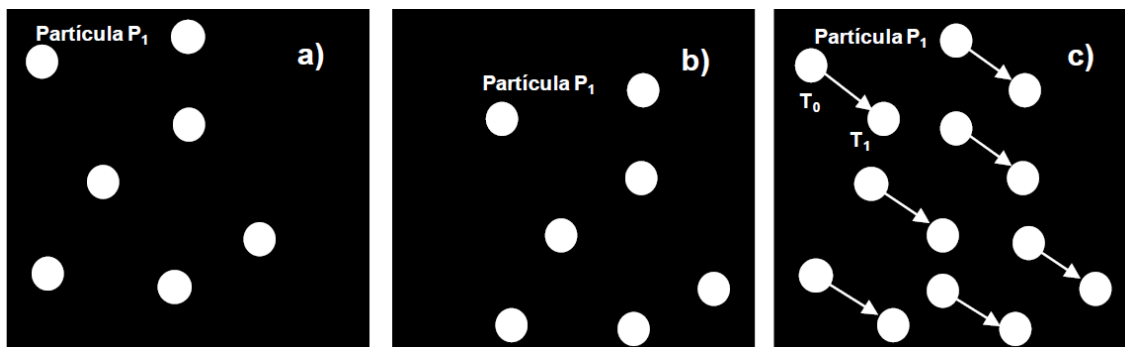 Partícula P₁
a)
Partícula P₁
b)
Partícula P₁
c)
T₀
T₁